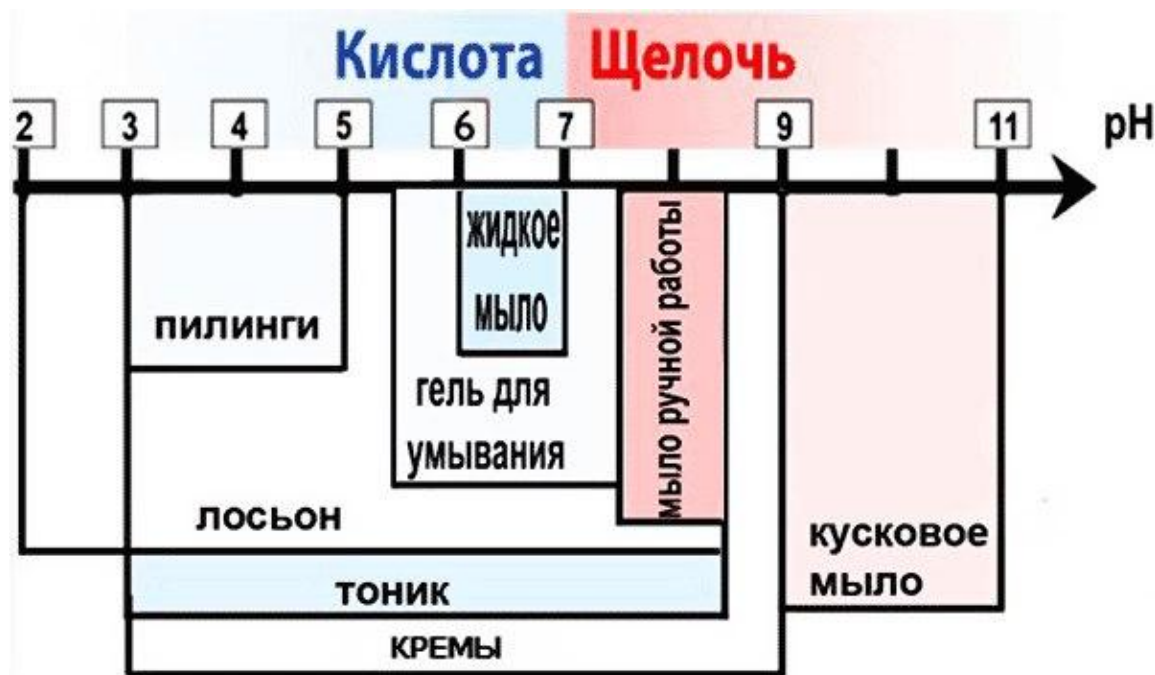 Кислота Щелочь
2 3 4 5 6 7 9 11 pH
жидкое
мыло
мыло ручной работы
пилинги
гель для
умывания
лосьон
кусковое
мыло
тоник
кремы